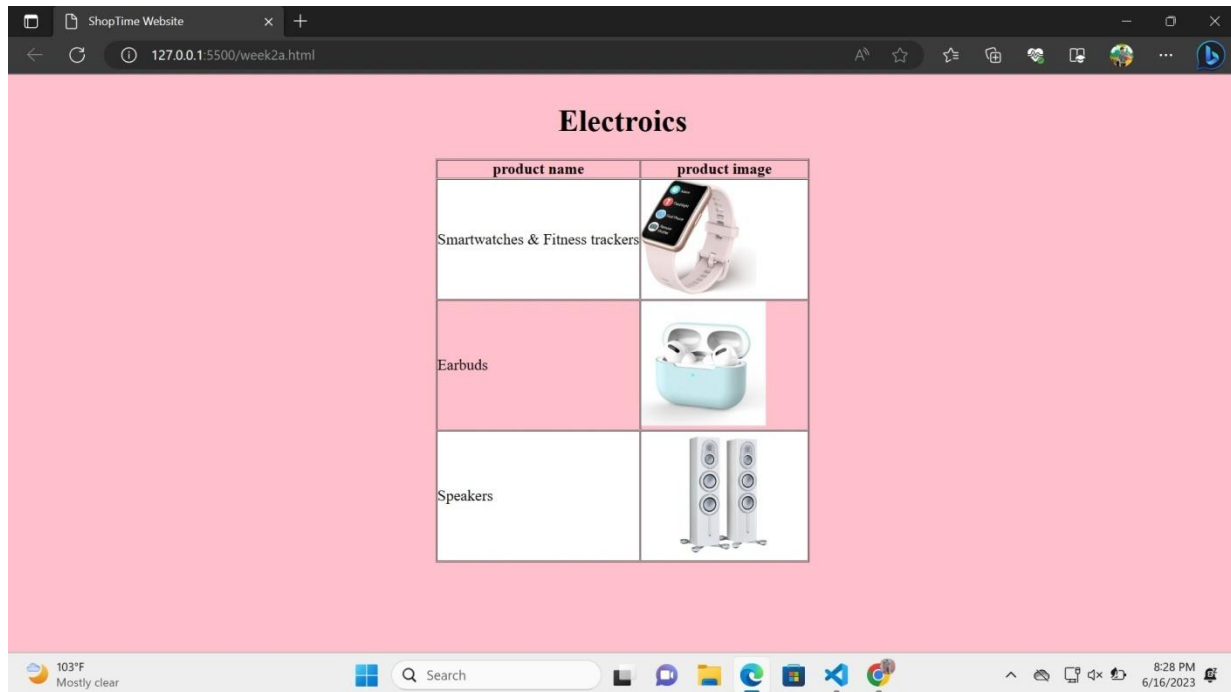 ShopTime Website
127.0.0.1:5500/week2a.html
Electroics
product name product image
Smartwatches & Fitness trackers
Earbuds
Speakers
103°F
Mostly clear
Search
8:28 PM
6/16/2023